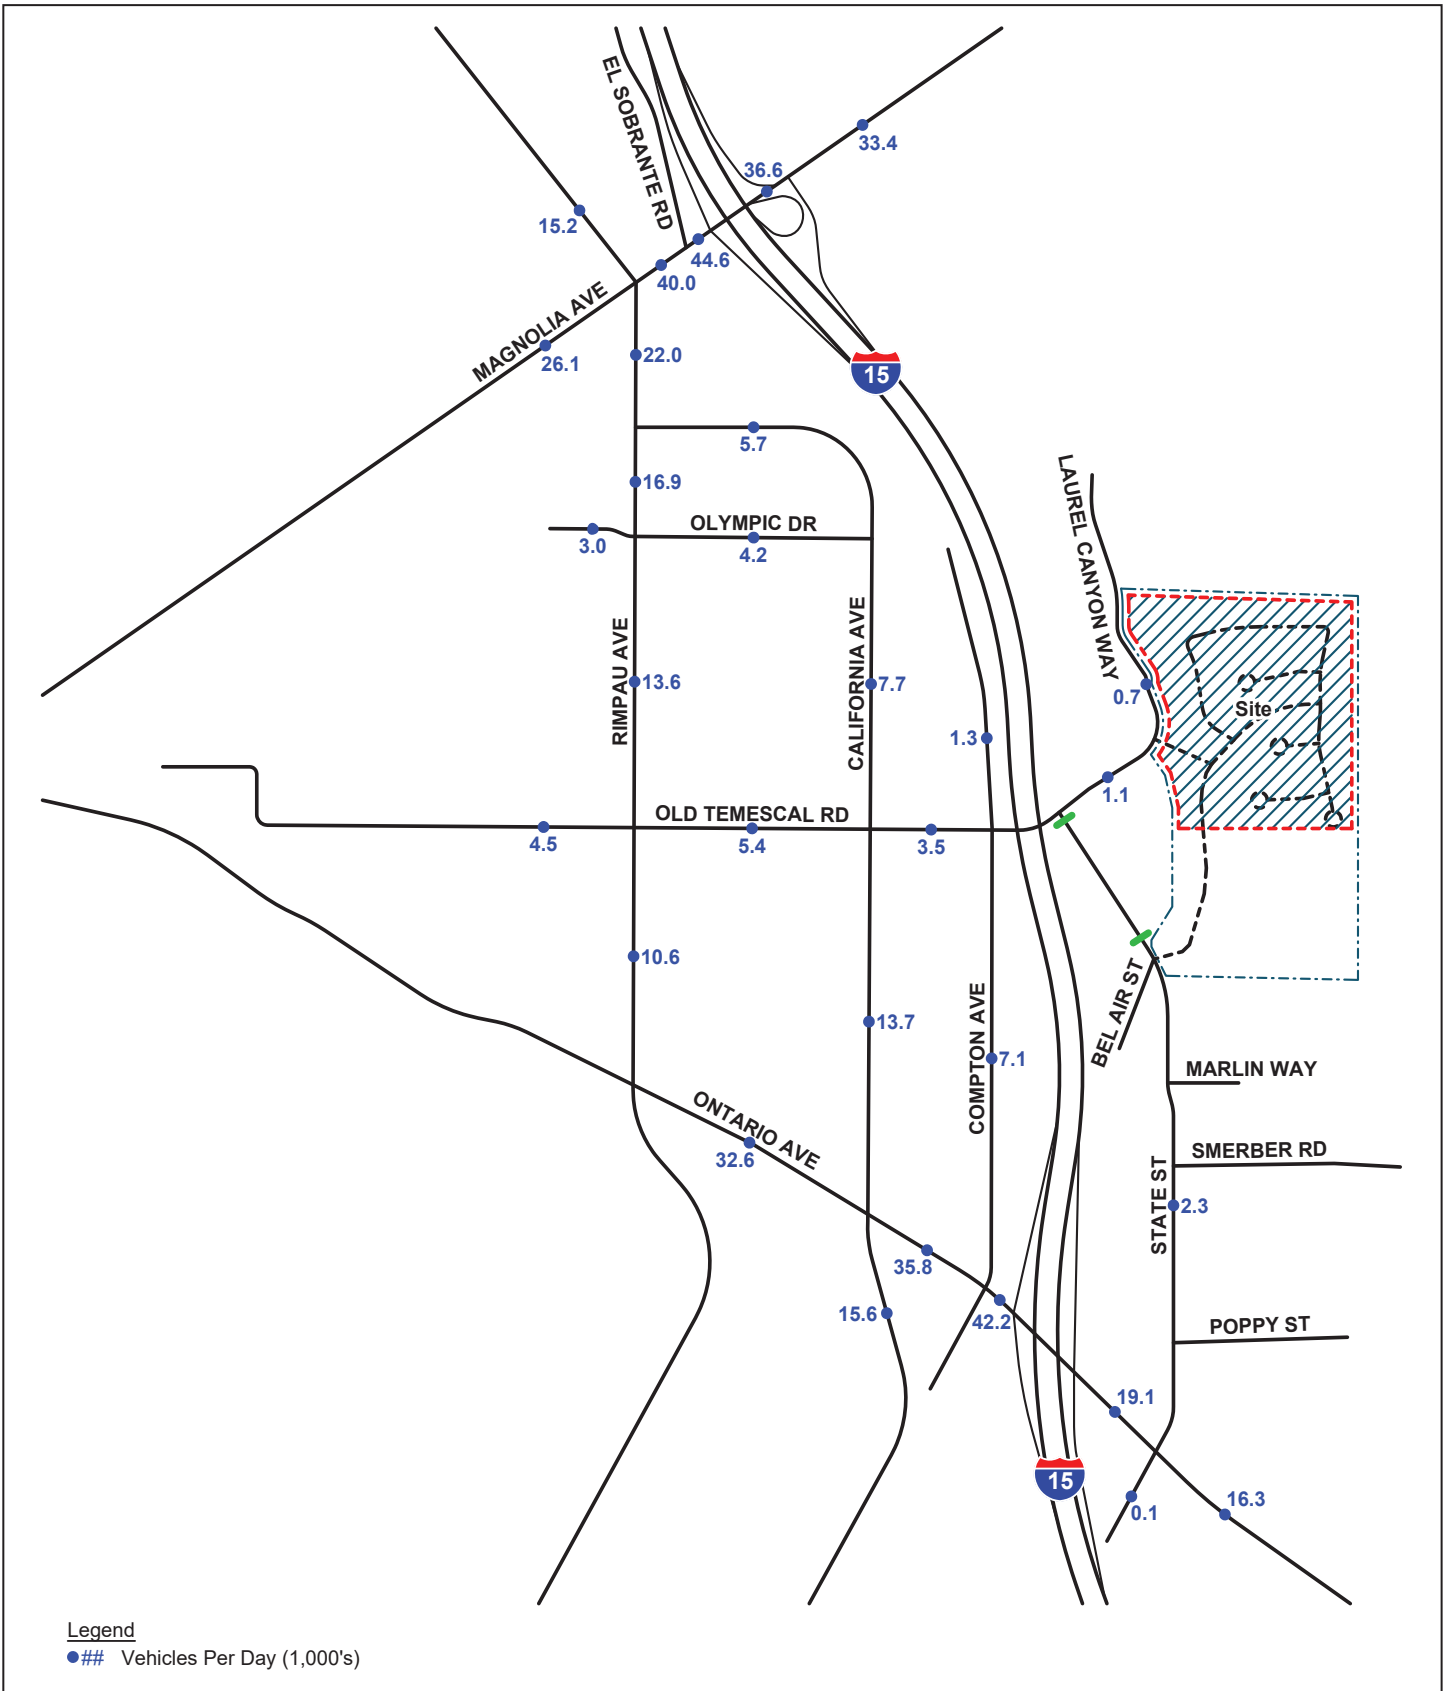 EL SOBRANTE RD
33.4
36.6
15.2
44.6
40.0
MAGNOLIA AVE
26.1
22.0
15
5.7
16.9
OLYMPIC DR
3.0
4.2
LAUREL CANYON WAY
RIMPAU AVE
13.6
CALIFORNIA AVE
7.7
0.7
Site
1.3
1.1
OLD TEMESCAL RD
4.5
5.4
3.5
10.6
BEL AIR ST
13.7
COMPTON AVE
7.1
MARLIN WAY
ONTARIO AVE
32.6
SMERBER RD
STATE ST
2.3
35.8
15.6
42.2
POPPY ST
19.1
15
16.3
0.1
Legend
## Vehicles Per Day (1,000's)